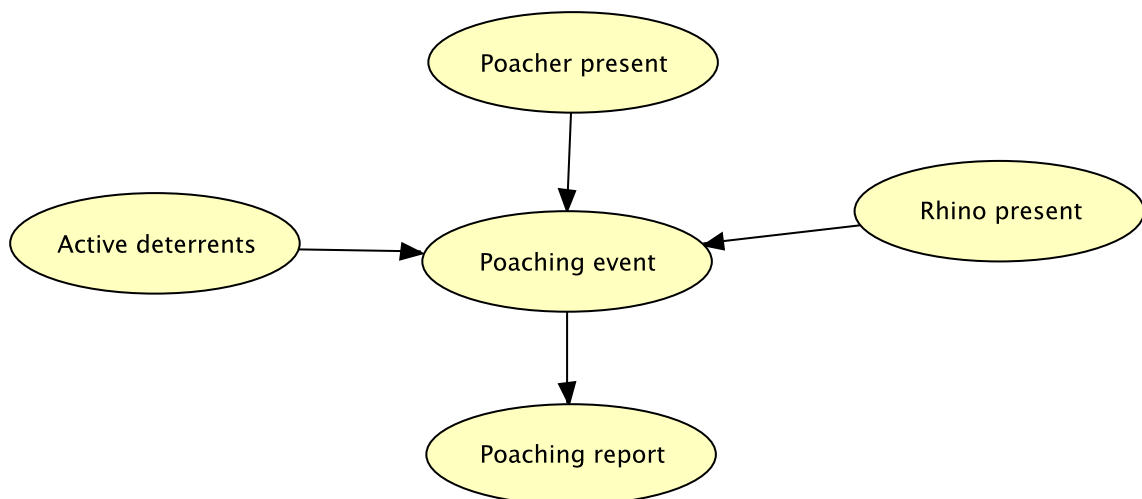 Poacher present
Rhino present
Active deterrents
Poaching event
Poaching report